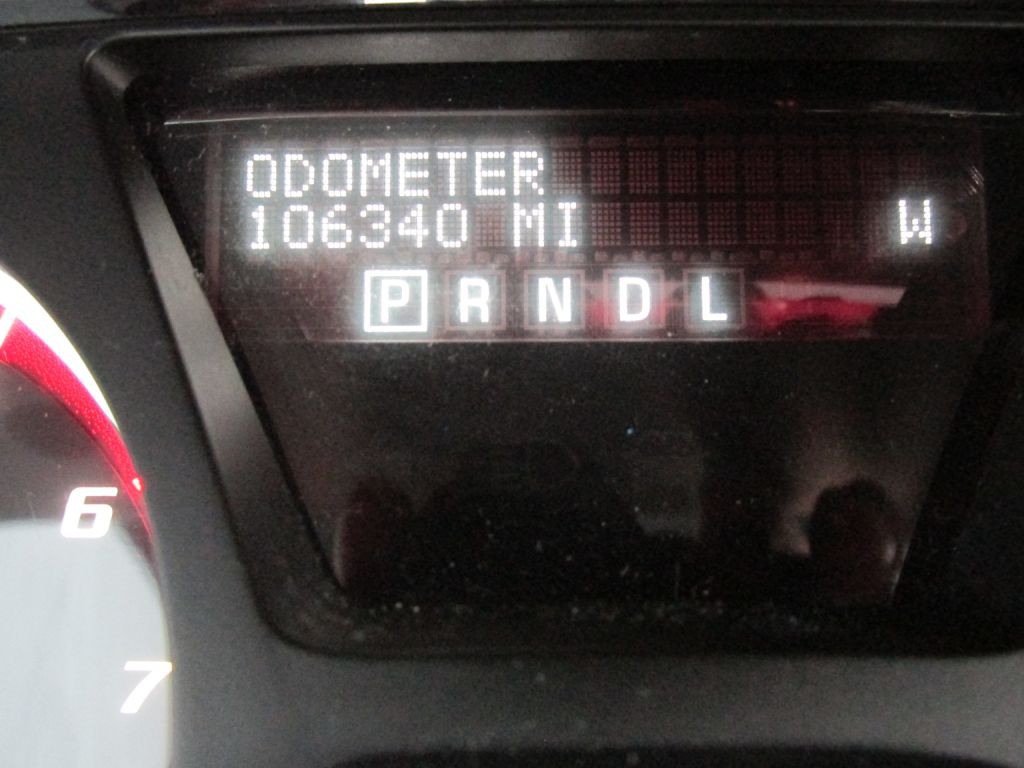 ODOMETER
106340 MI W
P R N D L
6
7